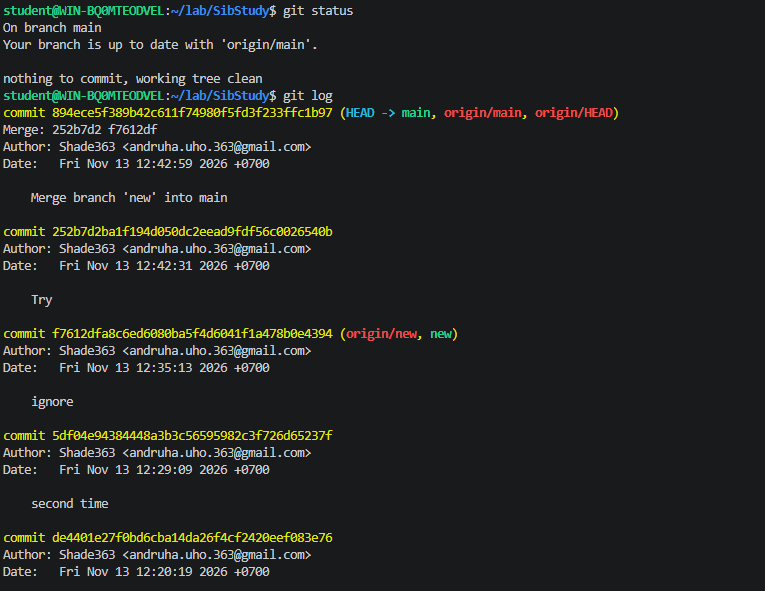 student@WIN-BQ0MTEODVEL:~/lab/SibStudy$ git status
On branch main
Your branch is up to date with 'origin/main'.
nothing to commit, working tree clean
student@WIN-BQ0MTEODVEL:~/lab/SibStudy$ git log
commit 894ece5f389b42c611f74980f5fd3f233ffc1b97 (HEAD -> main, origin/main, origin/HEAD)
Merge: 252b7d2 f7612df
Author: Shade363 <andruha.uho.363@gmail.com>
Date:   Fri Nov 13 12:42:59 2026 +0700
Merge branch 'new' into main
commit 252b7d2ba1f194d050dc2eead9fdf56c0026540b
Author: Shade363 <andruha.uho.363@gmail.com>
Date:   Fri Nov 13 12:42:31 2026 +0700
Try
commit f7612dfa8c6ed6080ba5f4d6041f1a478b0e4394 (origin/new, new)
Author: Shade363 <andruha.uho.363@gmail.com>
Date:   Fri Nov 13 12:35:13 2026 +0700
ignore
commit 5df04e94384448a3b3c56595982c3f726d65237f
Author: Shade363 <andruha.uho.363@gmail.com>
Date:   Fri Nov 13 12:29:09 2026 +0700
second time
commit de4401e27f0bd6cba14da26f4cf2420eef083e76
Author: Shade363 <andruha.uho.363@gmail.com>
Date:   Fri Nov 13 12:20:19 2026 +0700